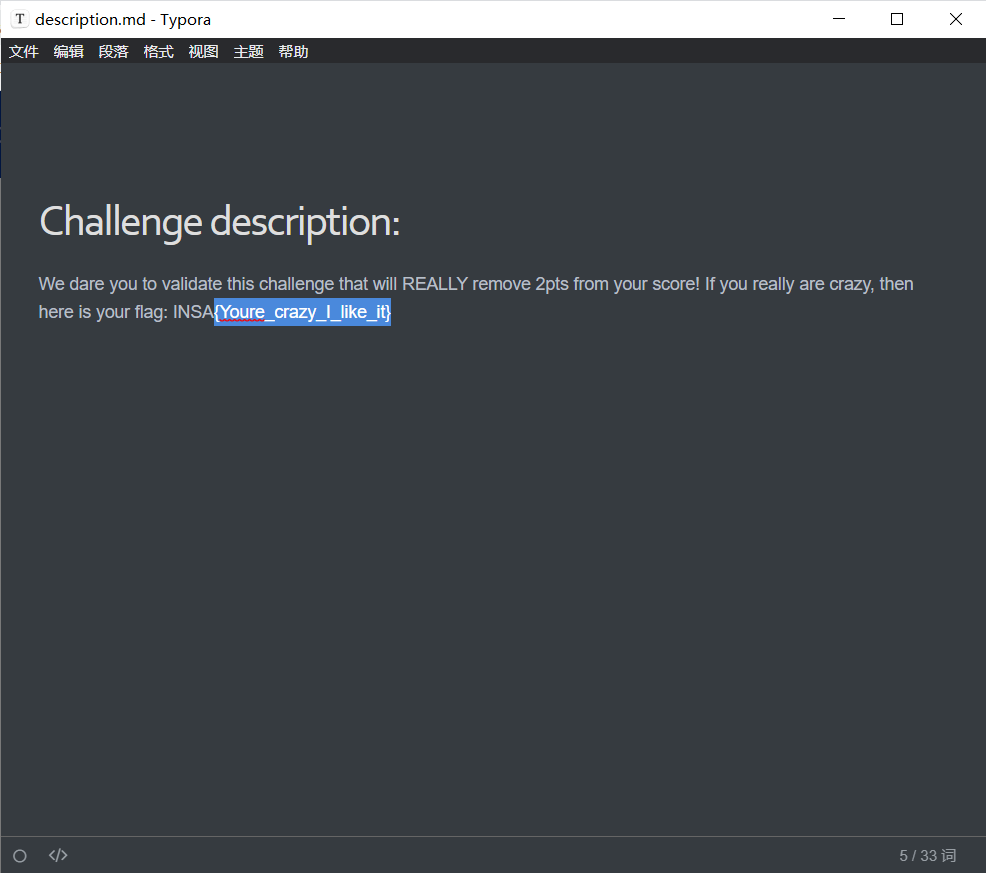 T description.md - Typora
文件 编辑 段落 格式 视图 主题 帮助
Challenge description:
We dare you to validate this challenge that will REALLY remove 2pts from your score! If you really are crazy, then
here is your flag: INSA{Youre_crazy_I_like_it}
</> 5 / 33 词